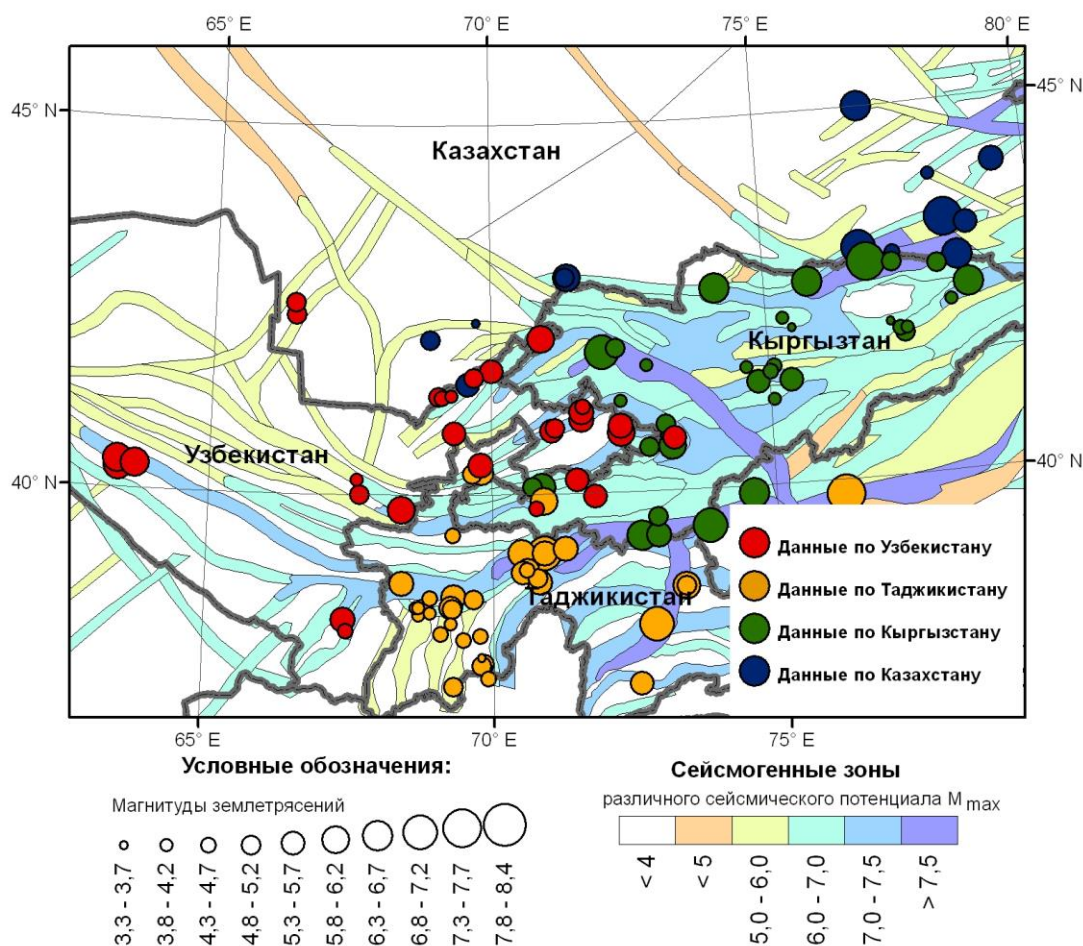 65° E
70° E
75° E
80° E
45° N
45° N
Казахстан
Кыргызтан
Узбекистан
40° N
40° N
Таджикистан
Данные по Узбекистану
Данные по Таджикистану
Данные по Кыргызстану
Данные по Казахстану
65° E
70° E
75° E
Условные обозначения:
Магнитуды землетрясений
3,3 - 3,7
3,8 - 4,2
4,3 - 4,7
4,8 - 5,2
5,3 - 5,7
5,8 - 6,2
6,3 - 6,7
6,8 - 7,2
7,3 - 7,7
7,8 - 8,4
Сейсмогенные зоны
различного сейсмического потенциала M max
< 4
< 5
5,0 - 6,0
6,0 - 7,0
7,0 - 7,5
> 7,5